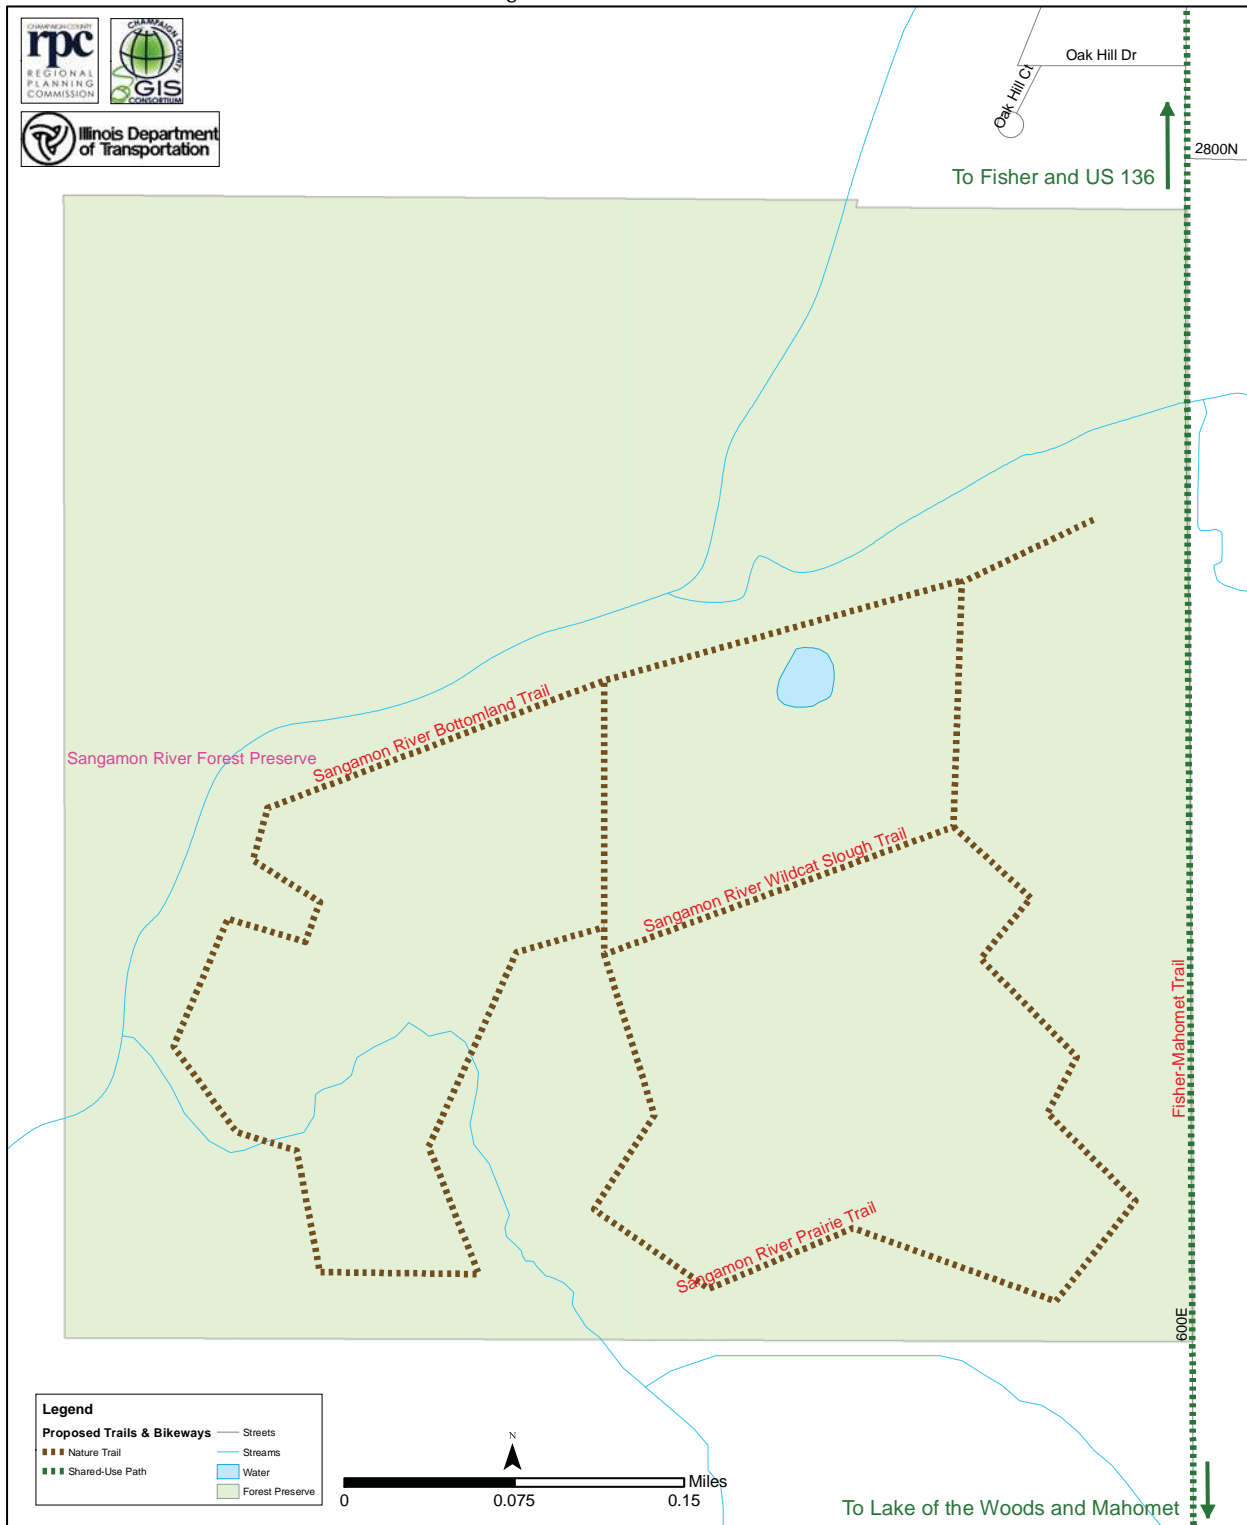 CHAMPAIGN COUNTY
rpc
REGIONAL
PLANNING
COMMISSION
CHAMPAIGN COUNTY
GIS
CONSORTIUM
Illinois Department
of Transportation
Oak Hill Dr
Oak Hill Ct
2800N
To Fisher and US 136
Sangamon River Bottomland Trail
Sangamon River Forest Preserve
Sangamon River Wildcat Slough Trail
Fisher-Mahomet Trail
Sangamon River Prairie Trail
600E
Legend
Proposed Trails & Bikeways
Nature Trail
Shared-Use Path
Streets
Streams
Water
Forest Preserve
N
Miles
0 0.075 0.15
To Lake of the Woods and Mahomet